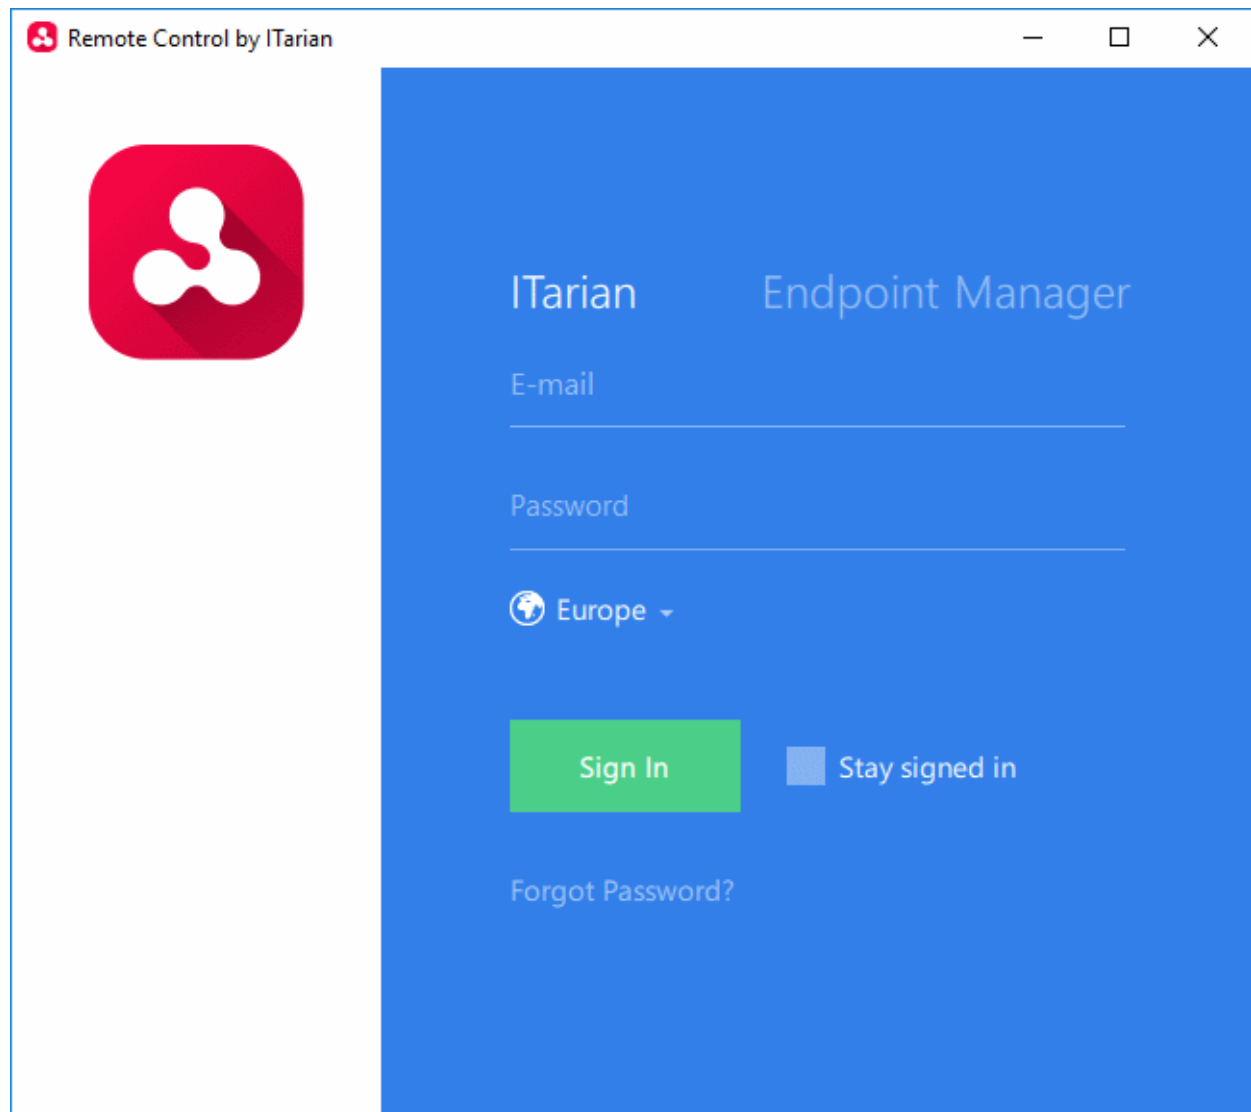 Remote Control by ITarian
ITarian Endpoint Manager
E-mail
Password
Europe
Sign In Stay signed in
Forgot Password?